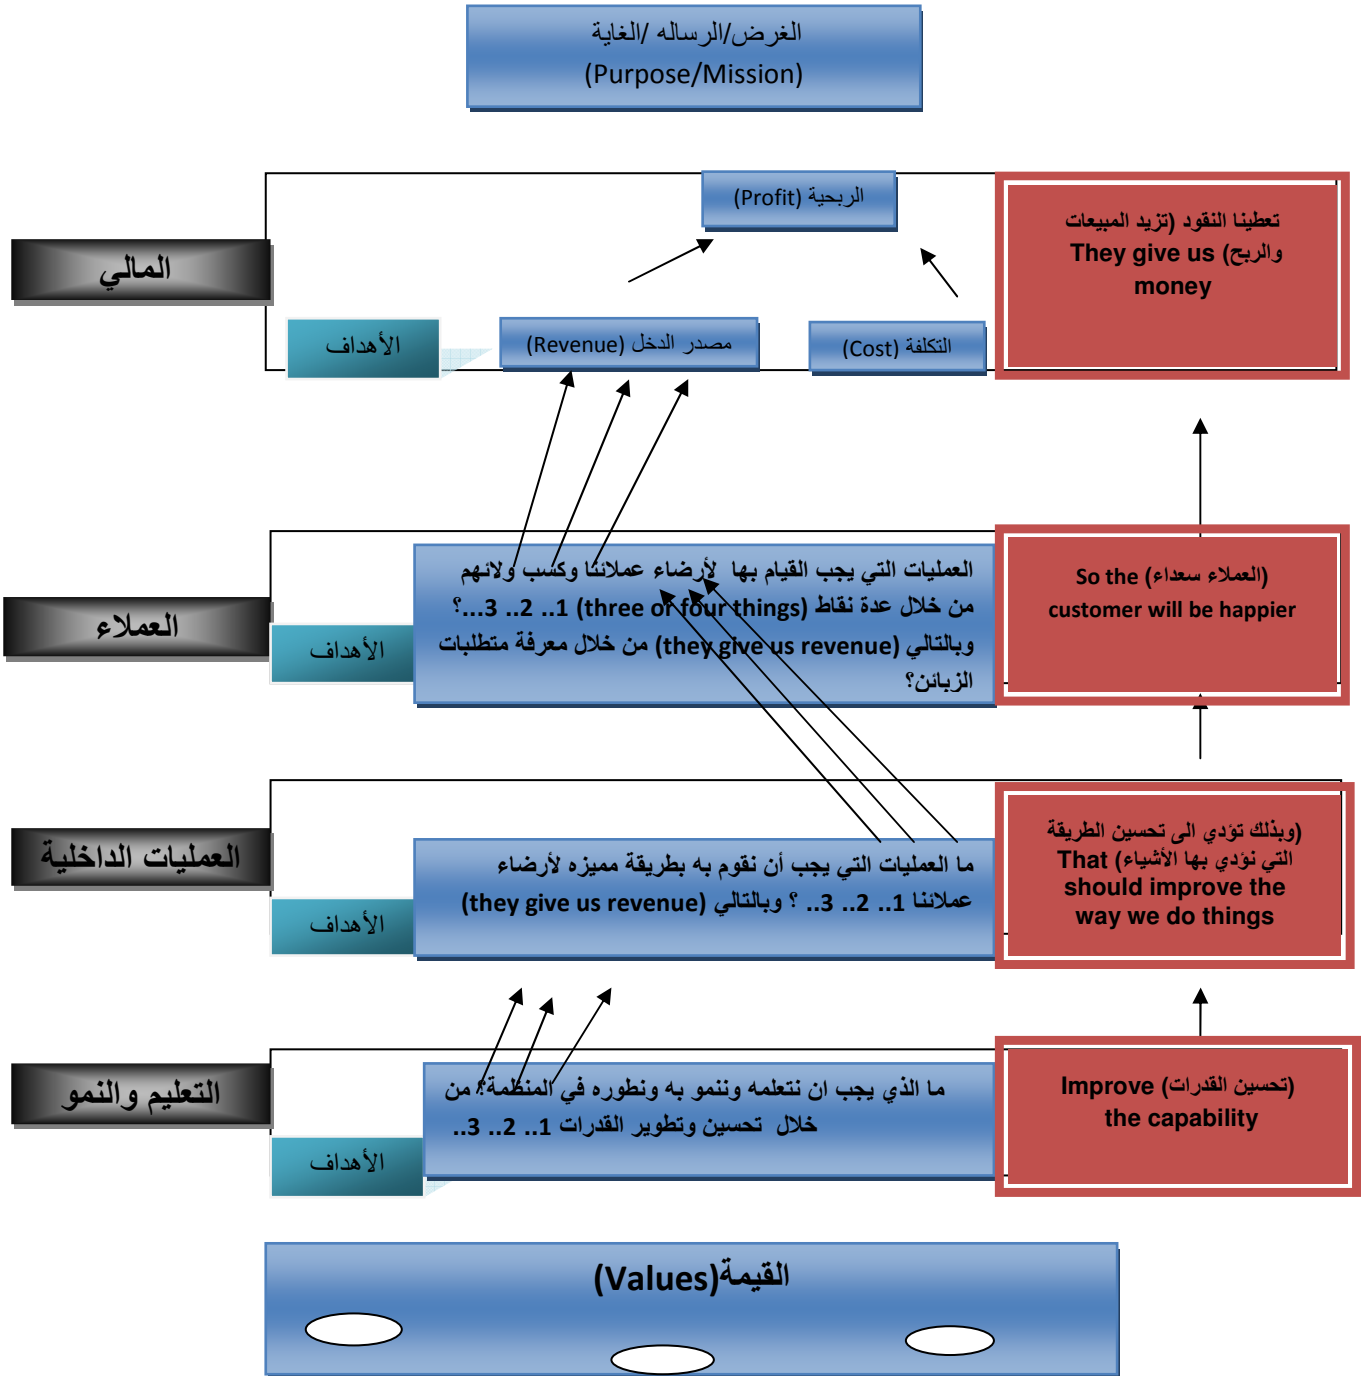 الغرض/الرساله /الغاية
(Purpose/Mission)
الربحية (Profit)
تعطينا النقود (تزيد المبيعات
والربح) They give us
money
المالي
الأهداف
مصدر الدخل (Revenue)
التكلفة (Cost)
العمليات التي يجب القيام بها لأرضاء عملائنا وكسب ولائهم
من خلال عدة نقاط (three or four things) 1.. 2.. 3...؟
وبالتالي (they give us revenue) من خلال معرفة متطلبات
الزبائن؟
(العملاء سعداء) So the
customer will be happier
العملاء
الأهداف
العمليات الداخلية
ما العمليات التي يجب أن نقوم به بطريقة مميزه لأرضاء
عملائنا 1.. 2.. 3.. ؟ وبالتالي (they give us revenue)
(وبذلك تؤدي الى تحسين الطريقة
التي نؤدي بها الأشياء) That
should improve the
way we do things
الأهداف
التعليم والنمو
ما الذي يجب ان نتعلمه وننمو به ونطوره في المنظمة؟ من
خلال تحسين وتطوير القدرات 1.. 2.. 3..
(تحسين القدرات) Improve
the capability
الأهداف
القيمة(Values)